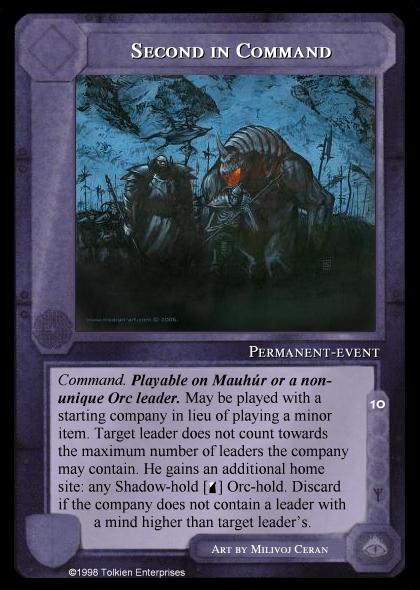 SECOND IN COMMAND
www.milivoj-art.com © 2006.
PERMANENT-EVENT
Command. Playable on Mauhúr or a non-
unique Orc leader. May be played with a
starting company in lieu of playing a minor
item. Target leader does not count towards
the maximum number of leaders the company
may contain. He gains an additional home
site: any Shadow-hold [] Orc-hold. Discard
if the company does not contain a leader with
a mind higher than target leader's.
10
ART BY MILIVOJ CERAN
©1998 Tolkien Enterprises